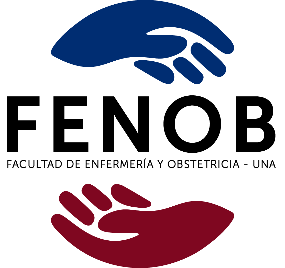 FENOB
FACULTAD DE ENFERMERÍA Y OBSTETRICIA - UNA